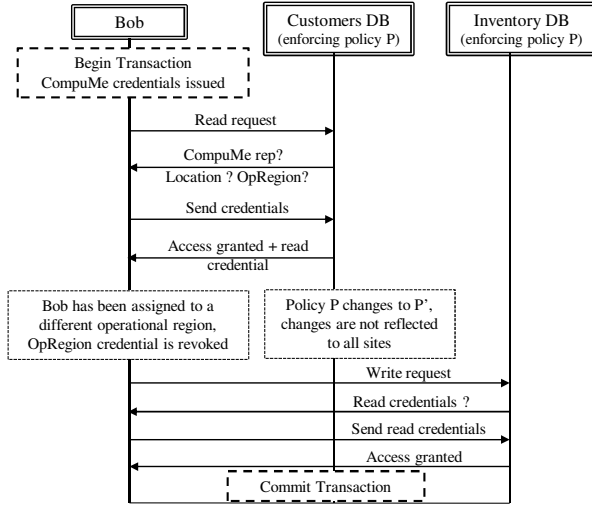 Bob
Customers DB
(enforcing policy P)
Inventory DB
(enforcing policy P)
Begin Transaction
CompuMe credentials issued
Read request
CompuMe rep?
Location ? OpRegion?
Send credentials
Access granted + read
credential
Bob has been assigned to a
different operational region,
OpRegion credential is revoked
Policy P changes to P’,
changes are not reflected
to all sites
Write request
Read credentials ?
Send read credentials
Access granted
Commit Transaction